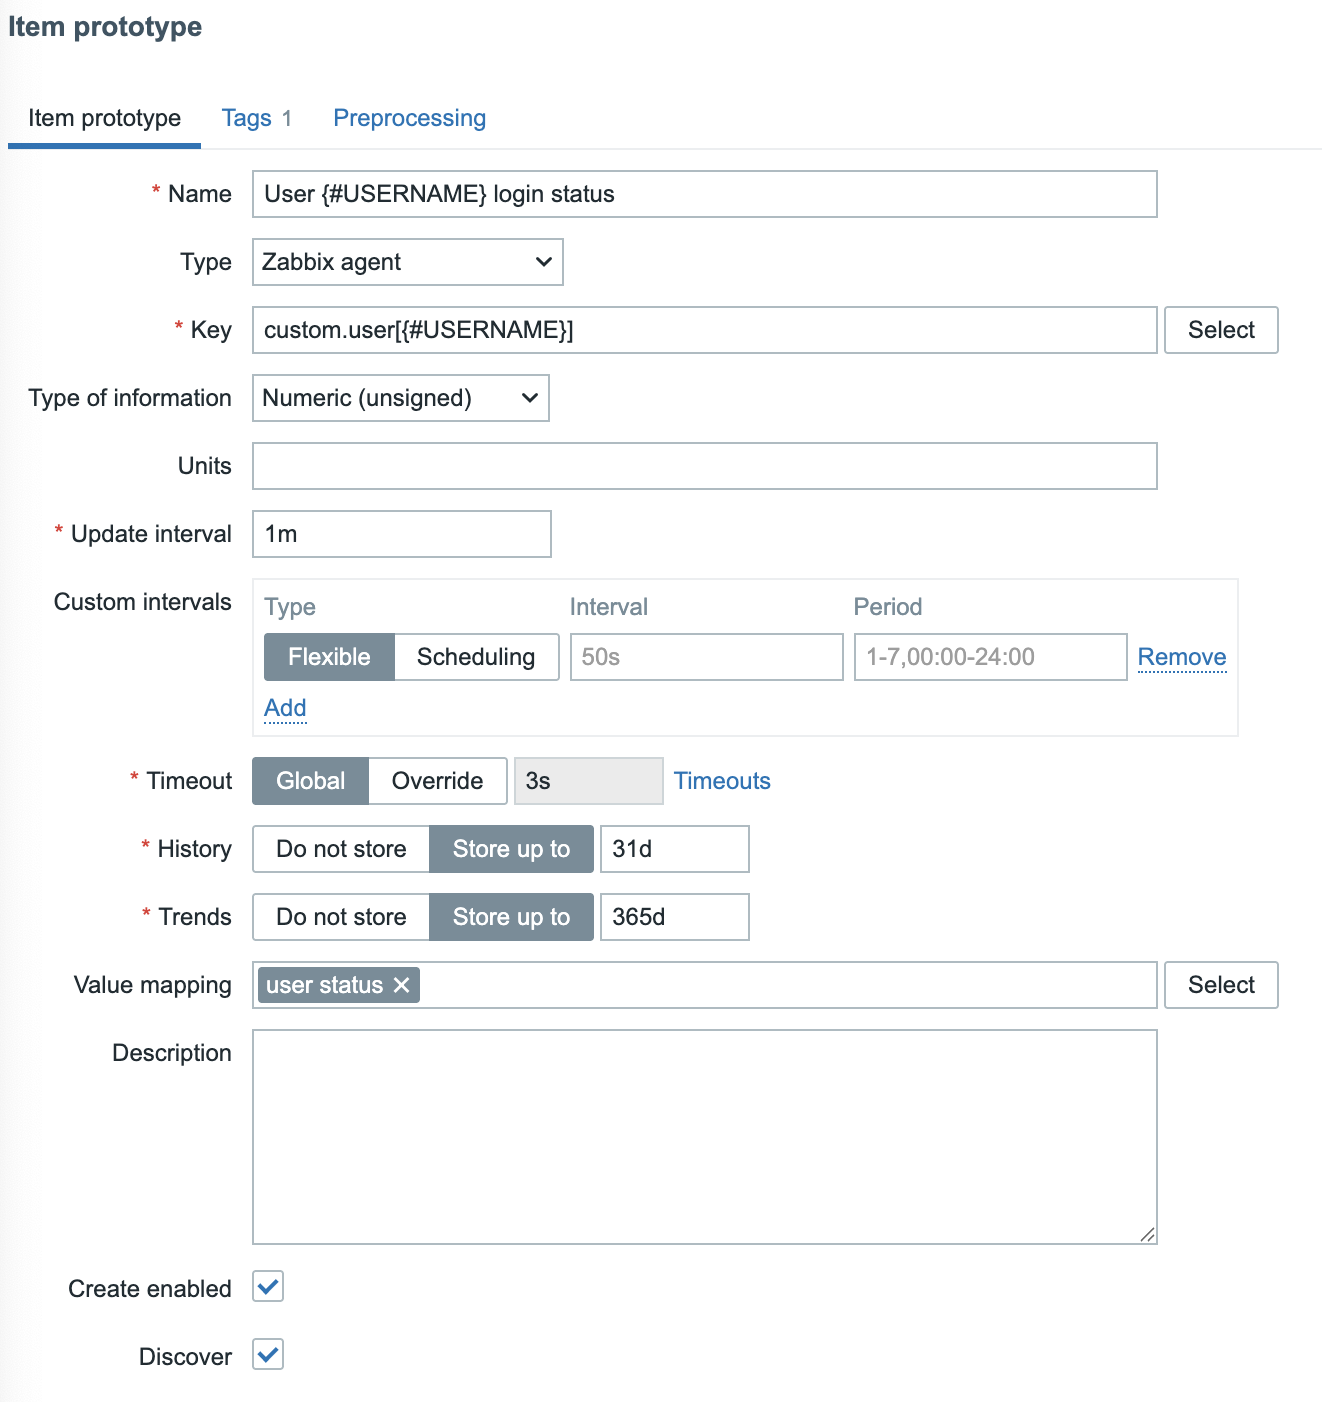 Item prototype
Item prototype Tags 1 Preprocessing
* Name User {#USERNAME} login status
Type Zabbix agent
* Key custom.user[{#USERNAME}] Select
Type of information Numeric (unsigned)
Units
* Update interval 1m
Custom intervals Type Interval Period
Flexible Scheduling 50s 1-7,00:00-24:00 Remove
Add
* Timeout Global Override 3s Timeouts
* History Do not store Store up to 31d
* Trends Do not store Store up to 365d
Value mapping user status Select
Description
Create enabled
Discover